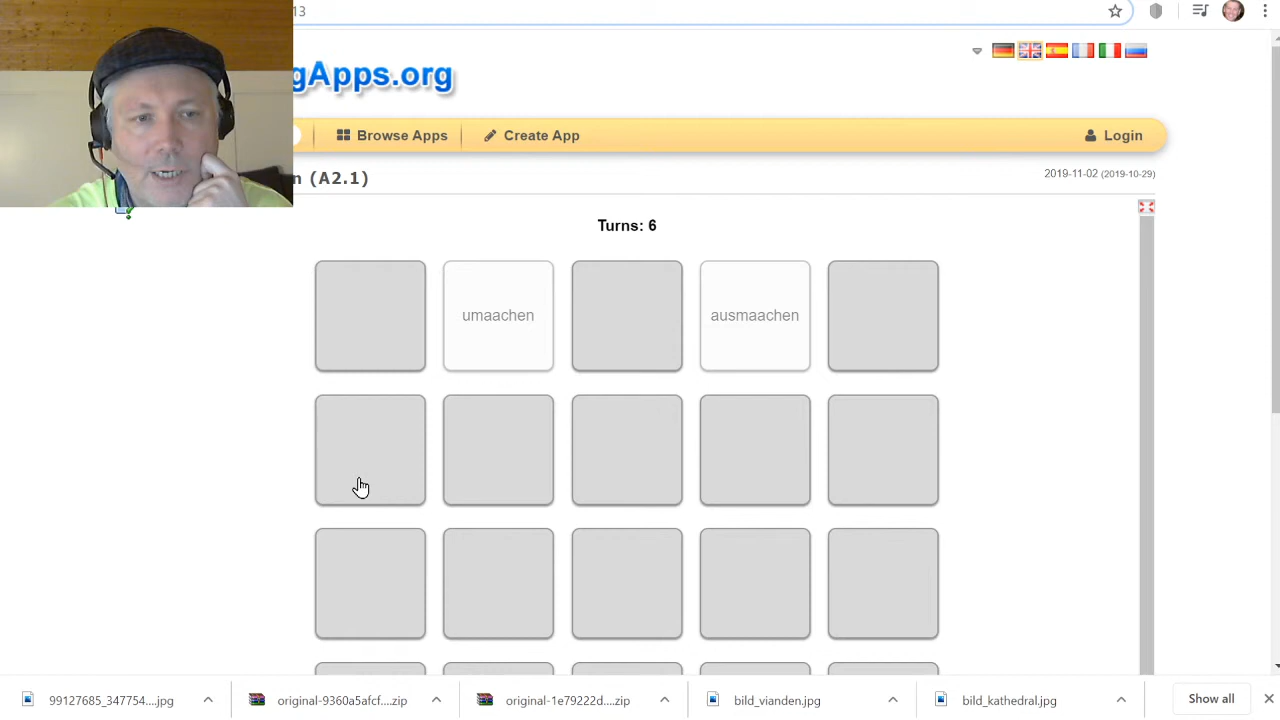 13
gApps.org
Browse Apps
Create App
Login
n (A2.1)
2019-11-02 (2019-10-29)
Turns: 6
umaachen
ausmaachen
99127685_347754....jpg
original-9360a5afcf....zip
original-1e79222d....zip
bild_vianden.jpg
bild_kathedral.jpg
Show all